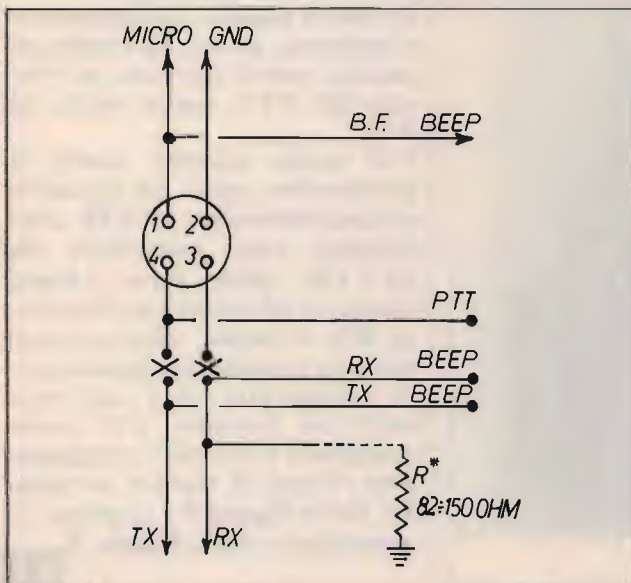 MICRO GND
B.F. BEEP
1 2
4 3
PTT
RX BEEP
TX BEEP
R*
82÷150 OHM
TX RX